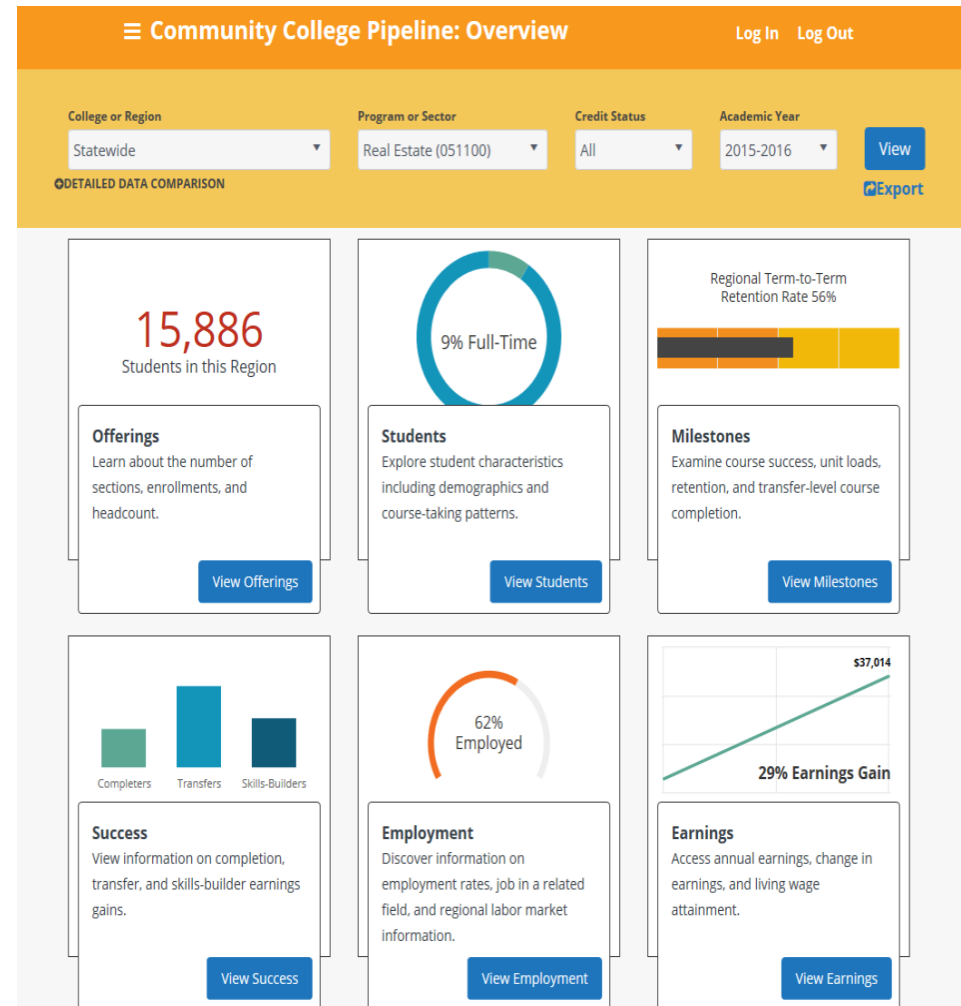 ☰ Community College Pipeline: Overview
Log In Log Out
College or Region
Program or Sector
Credit Status
Academic Year
Statewide
Real Estate (051100)
All
2015-2016
View
DETAILED DATA COMPARISON
Export
15,886
Students in this Region
Offerings
Learn about the number of
sections, enrollments, and
headcount.
View Offerings
9% Full-Time
Students
Explore student characteristics
including demographics and
course-taking patterns.
View Students
Regional Term-to-Term
Retention Rate 56%
Milestones
Examine course success, unit loads,
retention, and transfer-level course
completion.
View Milestones
Completers Transfers Skills-Builders
Success
View information on completion,
transfer, and skills-builder earnings
gains.
View Success
62%
Employed
Employment
Discover information on
employment rates, job in a related
field, and regional labor market
information.
View Employment
$37,014
29% Earnings Gain
Earnings
Access annual earnings, change in
earnings, and living wage
attainment.
View Earnings